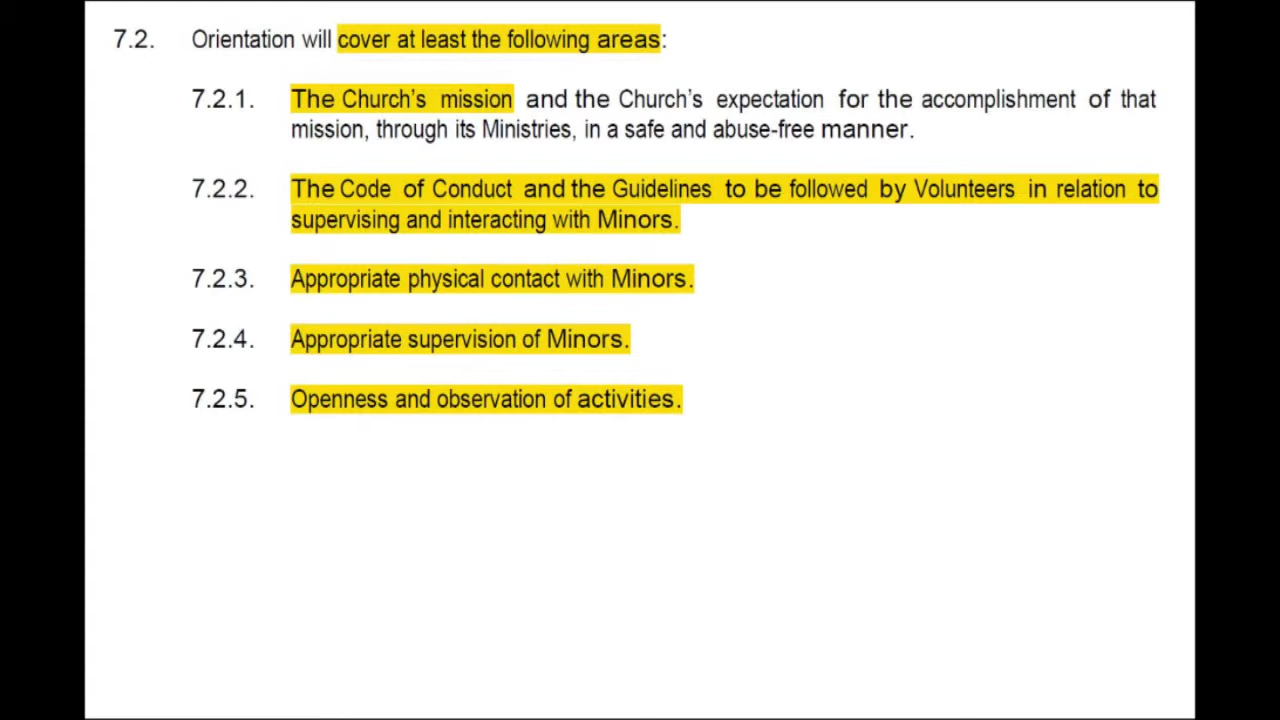 7.2. Orientation will cover at least the following areas:
7.2.1. The Church's mission and the Church's expectation for the accomplishment of that
mission, through its Ministries, in a safe and abuse-free manner.
7.2.2. The Code of Conduct and the Guidelines to be followed by Volunteers in relation to
supervising and interacting with Minors.
7.2.3. Appropriate physical contact with Minors.
7.2.4. Appropriate supervision of Minors.
7.2.5. Openness and observation of activities.